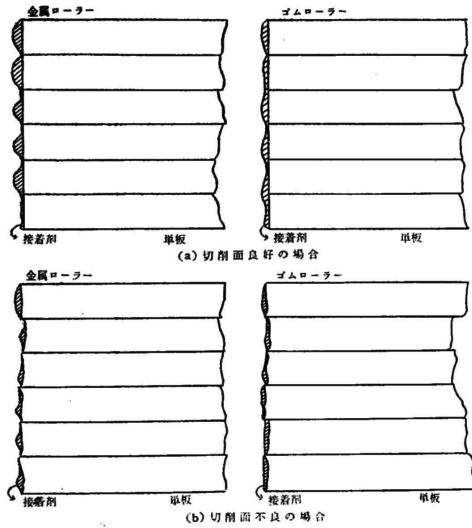 金属ローラー ゴムローラー
接着剤 単板 接着剤 単板
(a) 切削面良好の場合
金属ローラー ゴムローラー
接着剤 単板 接着剤 単板
(b) 切削面不良の場合